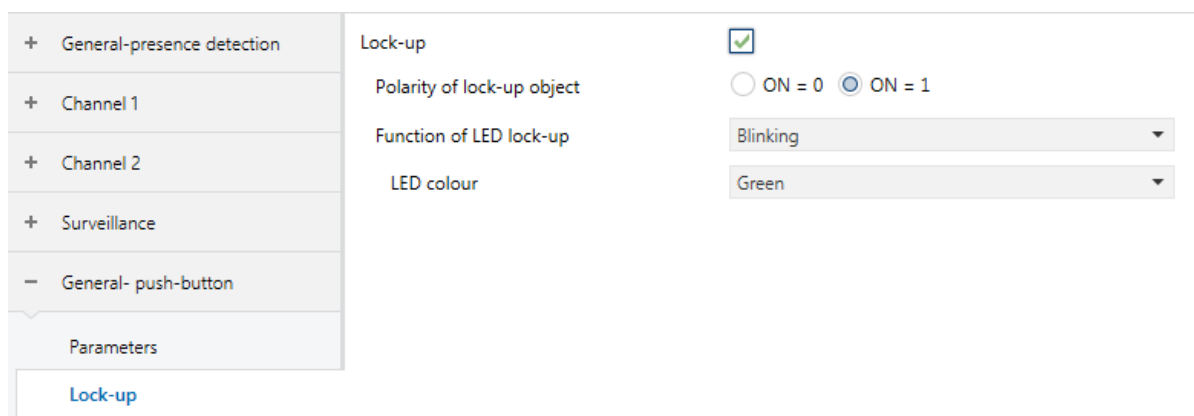 General-presence detection
Channel 1
Channel 2
Surveillance
General- push-button
Parameters
Lock-up
Lock-up
Polarity of lock-up object ON = 0 ON = 1
Function of LED lock-up Blinking
LED colour Green